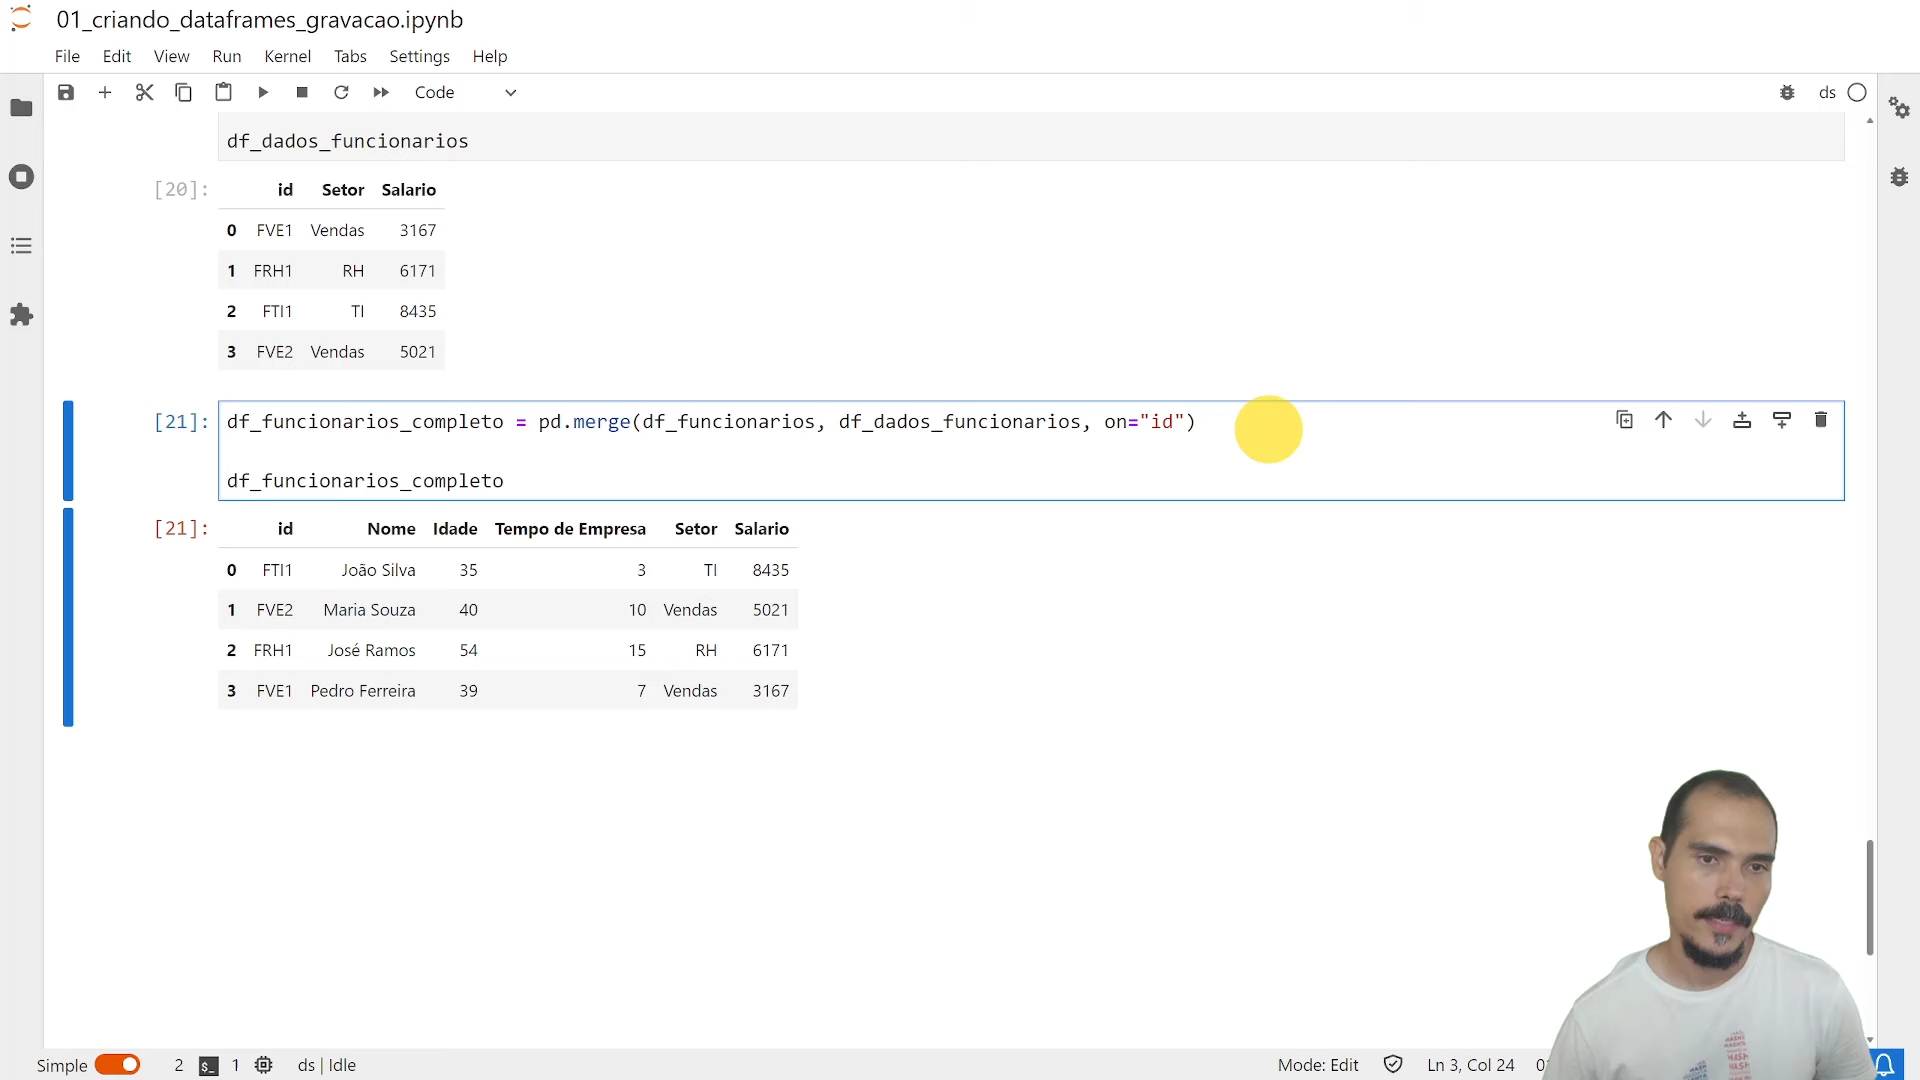 01_criando_dataframes_gravacao.ipynb
File Edit View Run Kernel Tabs Settings Help
Code ds
df_dados_funcionarios
[20]: id Setor Salario
0 FVE1 Vendas 3167
1 FRH1 RH 6171
2 FTI1 TI 8435
3 FVE2 Vendas 5021
[21]: df_funcionarios_completo = pd.merge(df_funcionarios, df_dados_funcionarios, on="id")
df_funcionarios_completo
[21]: id Nome Idade Tempo de Empresa Setor Salario
0 FTI1 João Silva 35 3 TI 8435
1 FVE2 Maria Souza 40 10 Vendas 5021
2 FRH1 José Ramos 54 15 RH 6171
3 FVE1 Pedro Ferreira 39 7 Vendas 3167
Simple 2 $_ 1 ds | Idle Mode: Edit Ln 3, Col 24